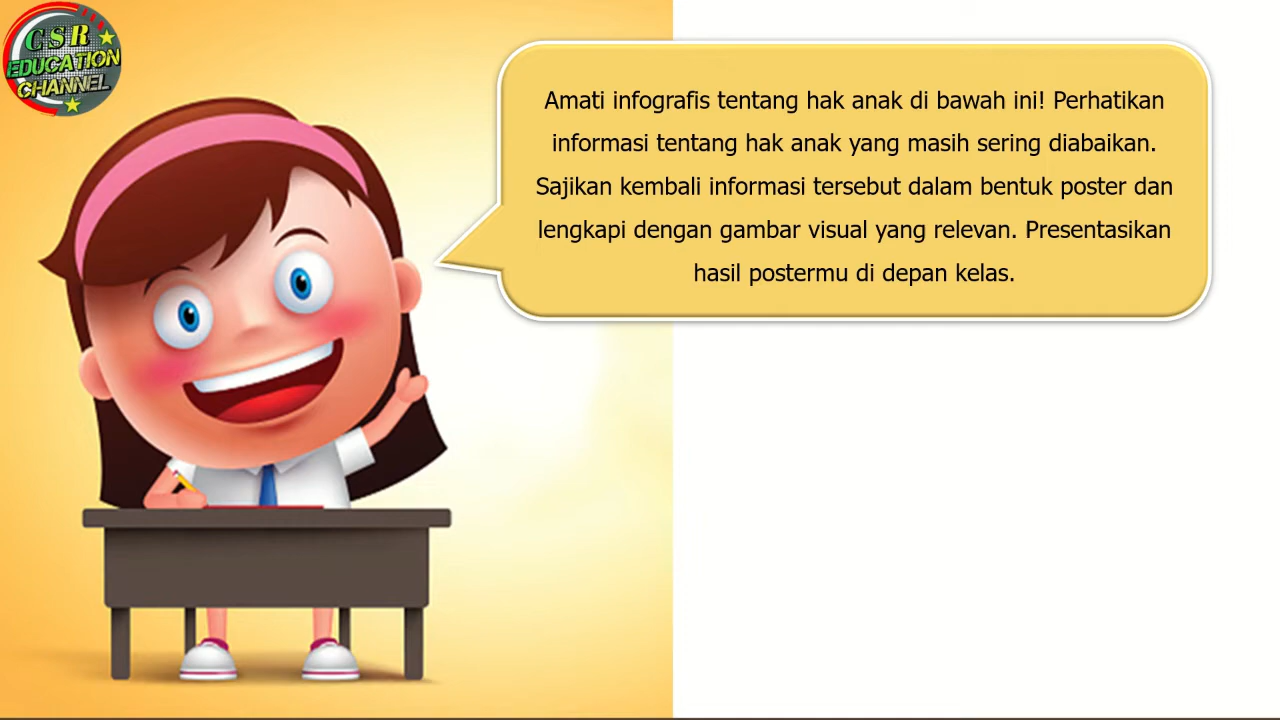 CSR
EDUCATION
CHANNEL
Amati infografis tentang hak anak di bawah ini! Perhatikan
informasi tentang hak anak yang masih sering diabaikan.
Sajikan kembali informasi tersebut dalam bentuk poster dan
lengkapi dengan gambar visual yang relevan. Presentasikan
hasil postermu di depan kelas.